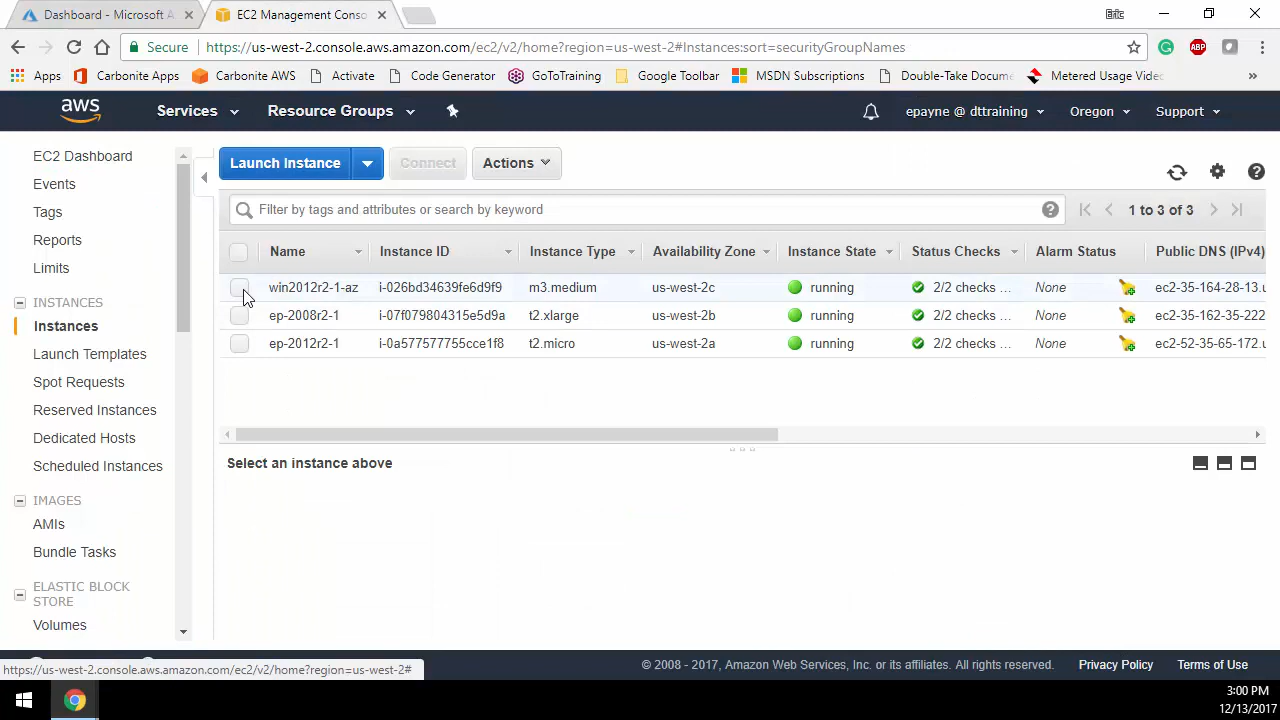 Dashboard - Microsoft A
EC2 Management Conso
Eric
Secure
https://us-west-2.console.aws.amazon.com/ec2/v2/home?region=us-west-2#Instances:sort=securityGroupNames
ABP
Apps
Carbonite Apps
Carbonite AWS
Activate
Code Generator
GoToTraining
Google Toolbar
MSDN Subscriptions
Double-Take Docume
Metered Usage Video
»
aws
Services
Resource Groups
epayne @ dttraining
Oregon
Support
EC2 Dashboard
Events
Tags
Reports
Limits
INSTANCES
Instances
Launch Templates
Spot Requests
Reserved Instances
Dedicated Hosts
Scheduled Instances
IMAGES
AMIs
Bundle Tasks
ELASTIC BLOCK
STORE
Volumes
Launch Instance
Connect
Actions
Filter by tags and attributes or search by keyword
1 to 3 of 3
Name Instance ID Instance Type Availability Zone Instance State Status Checks Alarm Status Public DNS (IPv4)
win2012r2-1-az i-026bd34639fe6d9f9 m3.medium us-west-2c running 2/2 checks ... None ec2-35-164-28-13.u
ep-2008r2-1 i-07f079804315e5d9a t2.xlarge us-west-2b running 2/2 checks ... None ec2-35-162-35-222
ep-2012r2-1 i-0a577577755cce1f8 t2.micro us-west-2a running 2/2 checks ... None ec2-52-35-65-172.u
Select an instance above
https://us-west-2.console.aws.amazon.com/ec2/v2/home?region=us-west-2#
© 2008 - 2017, Amazon Web Services, Inc. or its affiliates. All rights reserved.
Privacy Policy
Terms of Use
3:00 PM
12/13/2017